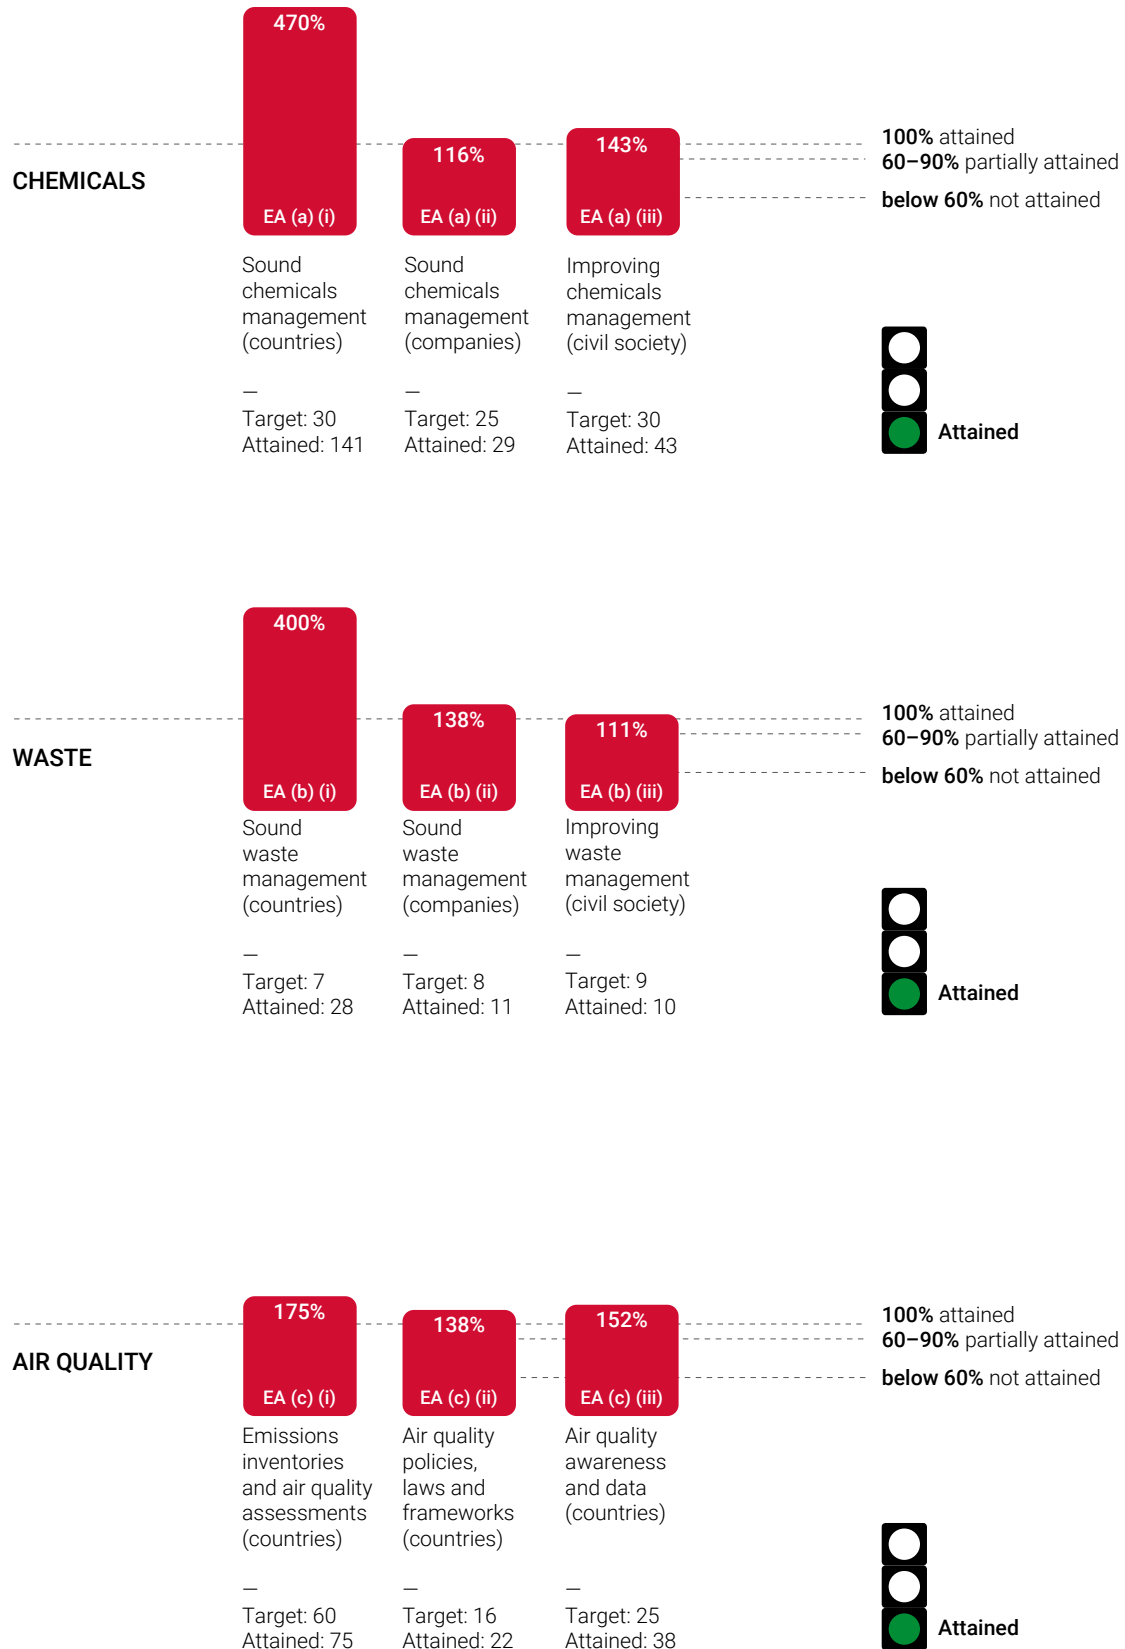 CHEMICALS
470%
EA (a) (i)
116%
EA (a) (ii)
143%
EA (a) (iii)
100% attained
60–90% partially attained
below 60% not attained
Sound
chemicals
management
(countries)
—
Target: 30
Attained: 141
Sound
chemicals
management
(companies)
—
Target: 25
Attained: 29
Improving
chemicals
management
(civil society)
—
Target: 30
Attained: 43
Attained
WASTE
400%
EA (b) (i)
138%
EA (b) (ii)
111%
EA (b) (iii)
100% attained
60–90% partially attained
below 60% not attained
Sound
waste
management
(countries)
—
Target: 7
Attained: 28
Sound
waste
management
(companies)
—
Target: 8
Attained: 11
Improving
waste
management
(civil society)
—
Target: 9
Attained: 10
Attained
AIR QUALITY
175%
EA (c) (i)
138%
EA (c) (ii)
152%
EA (c) (iii)
100% attained
60–90% partially attained
below 60% not attained
Emissions
inventories
and air quality
assessments
(countries)
—
Target: 60
Attained: 75
Air quality
policies,
laws and
frameworks
(countries)
—
Target: 16
Attained: 22
Air quality
awareness
and data
(countries)
—
Target: 25
Attained: 38
Attained